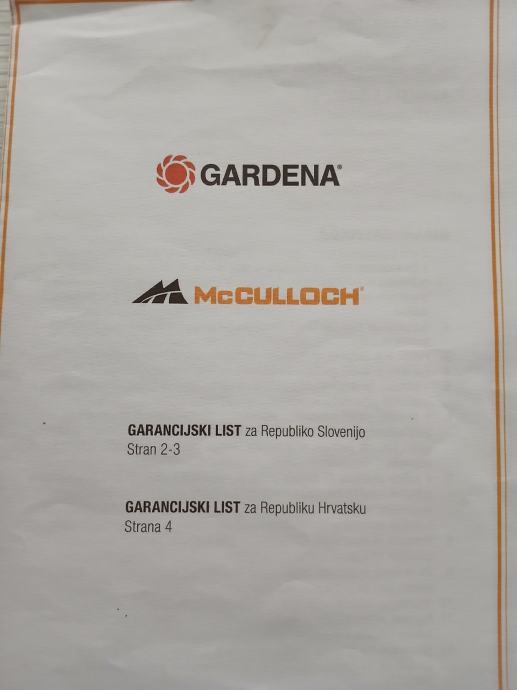 GARDENA®
McCULLOCH®
GARANCIJSKI LIST za Republiko Slovenijo
Stran 2-3
GARANCIJSKI LIST za Republiku Hrvatsku
Strana 4